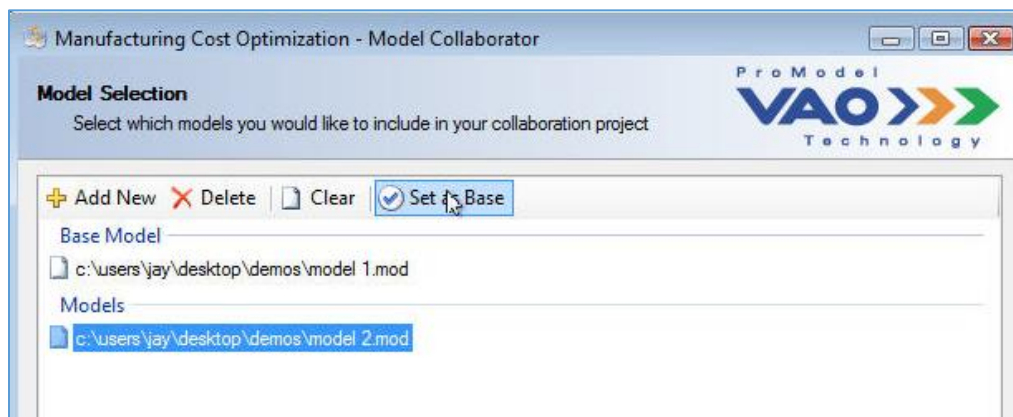 Manufacturing Cost Optimization - Model Collaborator
ProModel
VAO
Technology
Model Selection
Select which models you would like to include in your collaboration project
Add New Delete Clear Set as Base
Base Model
c:\users\jay\desktop\demos\model 1.mod
Models
c:\users\jay\desktop\demos\model 2.mod